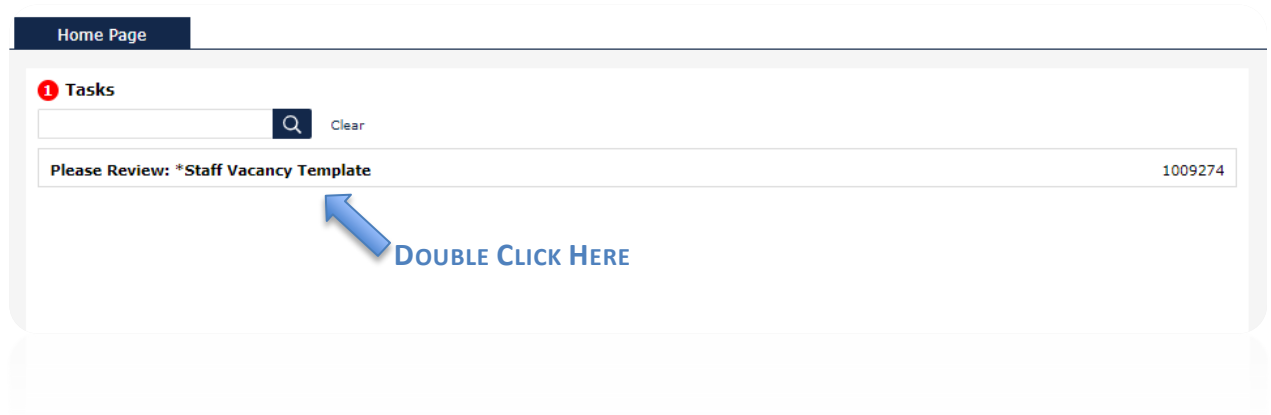 Home Page
1 Tasks
Clear
Please Review: *Staff Vacancy Template 1009274
DOUBLE CLICK HERE